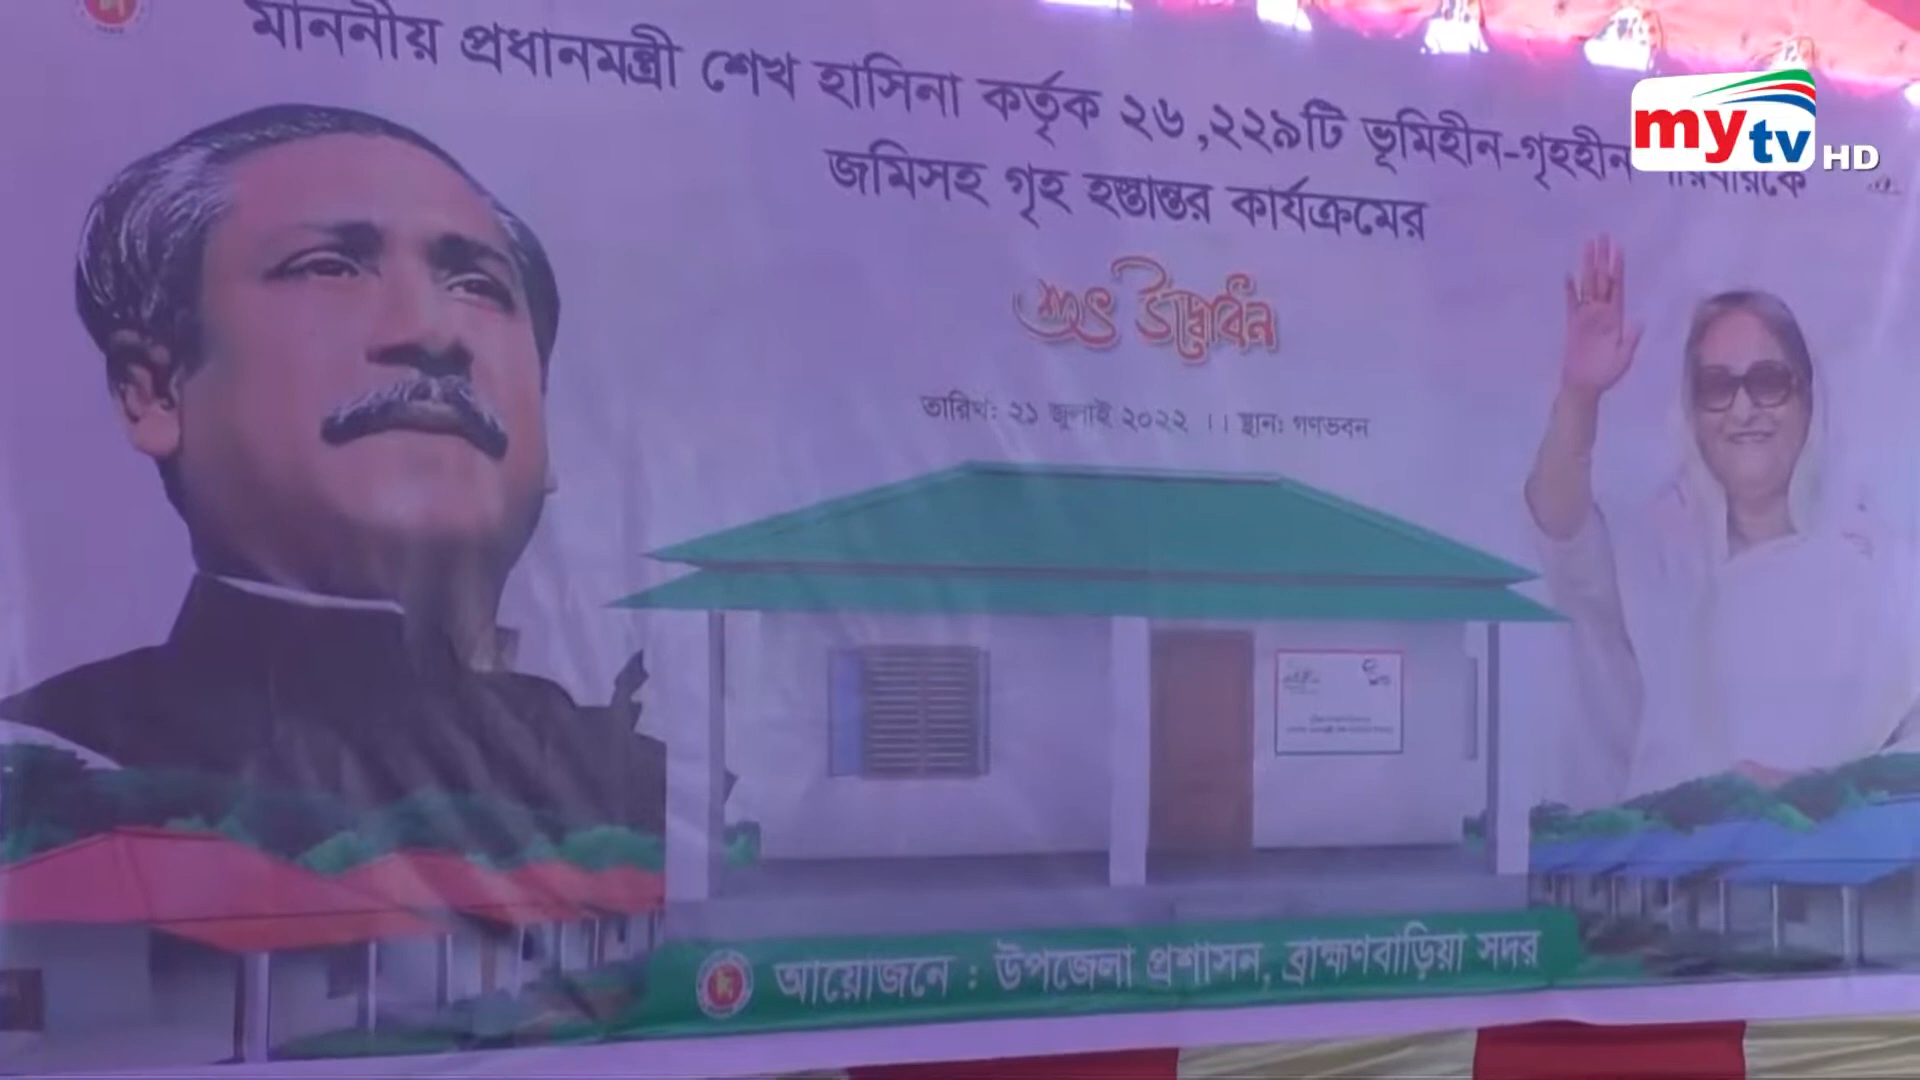 মাননীয় প্রধানমন্ত্রী শেখ হাসিনা কর্তৃক ২৬,২২৯টি ভূমিহীন-গৃহহীন
জমিসহ গৃহ হস্তান্তর কার্যক্রমের
শুভ উদ্বোধন
তারিখ: ২১ জুলাই ২০২২ ।। স্থান: গণভবন
আয়োজনে : উপজেলা প্রশাসন, ব্রাহ্মণবাড়িয়া সদর
mytv HD